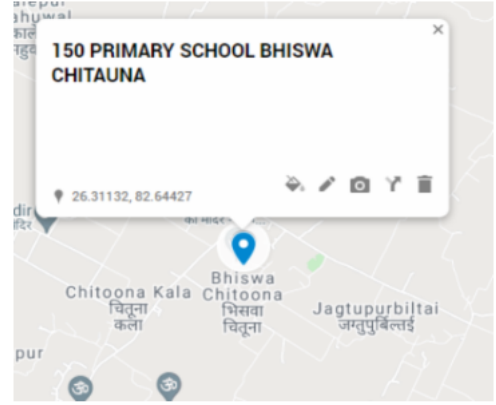 ahuwal
150 PRIMARY SCHOOL BHISWA
CHITAUNA
26.31132, 82.64427
Bhiswa
Chitoona Kala Chitoona
चितूना भिसवा
कला चितूना
Jagtupurbiltai
जगतुपुर्बिल्तई
pur